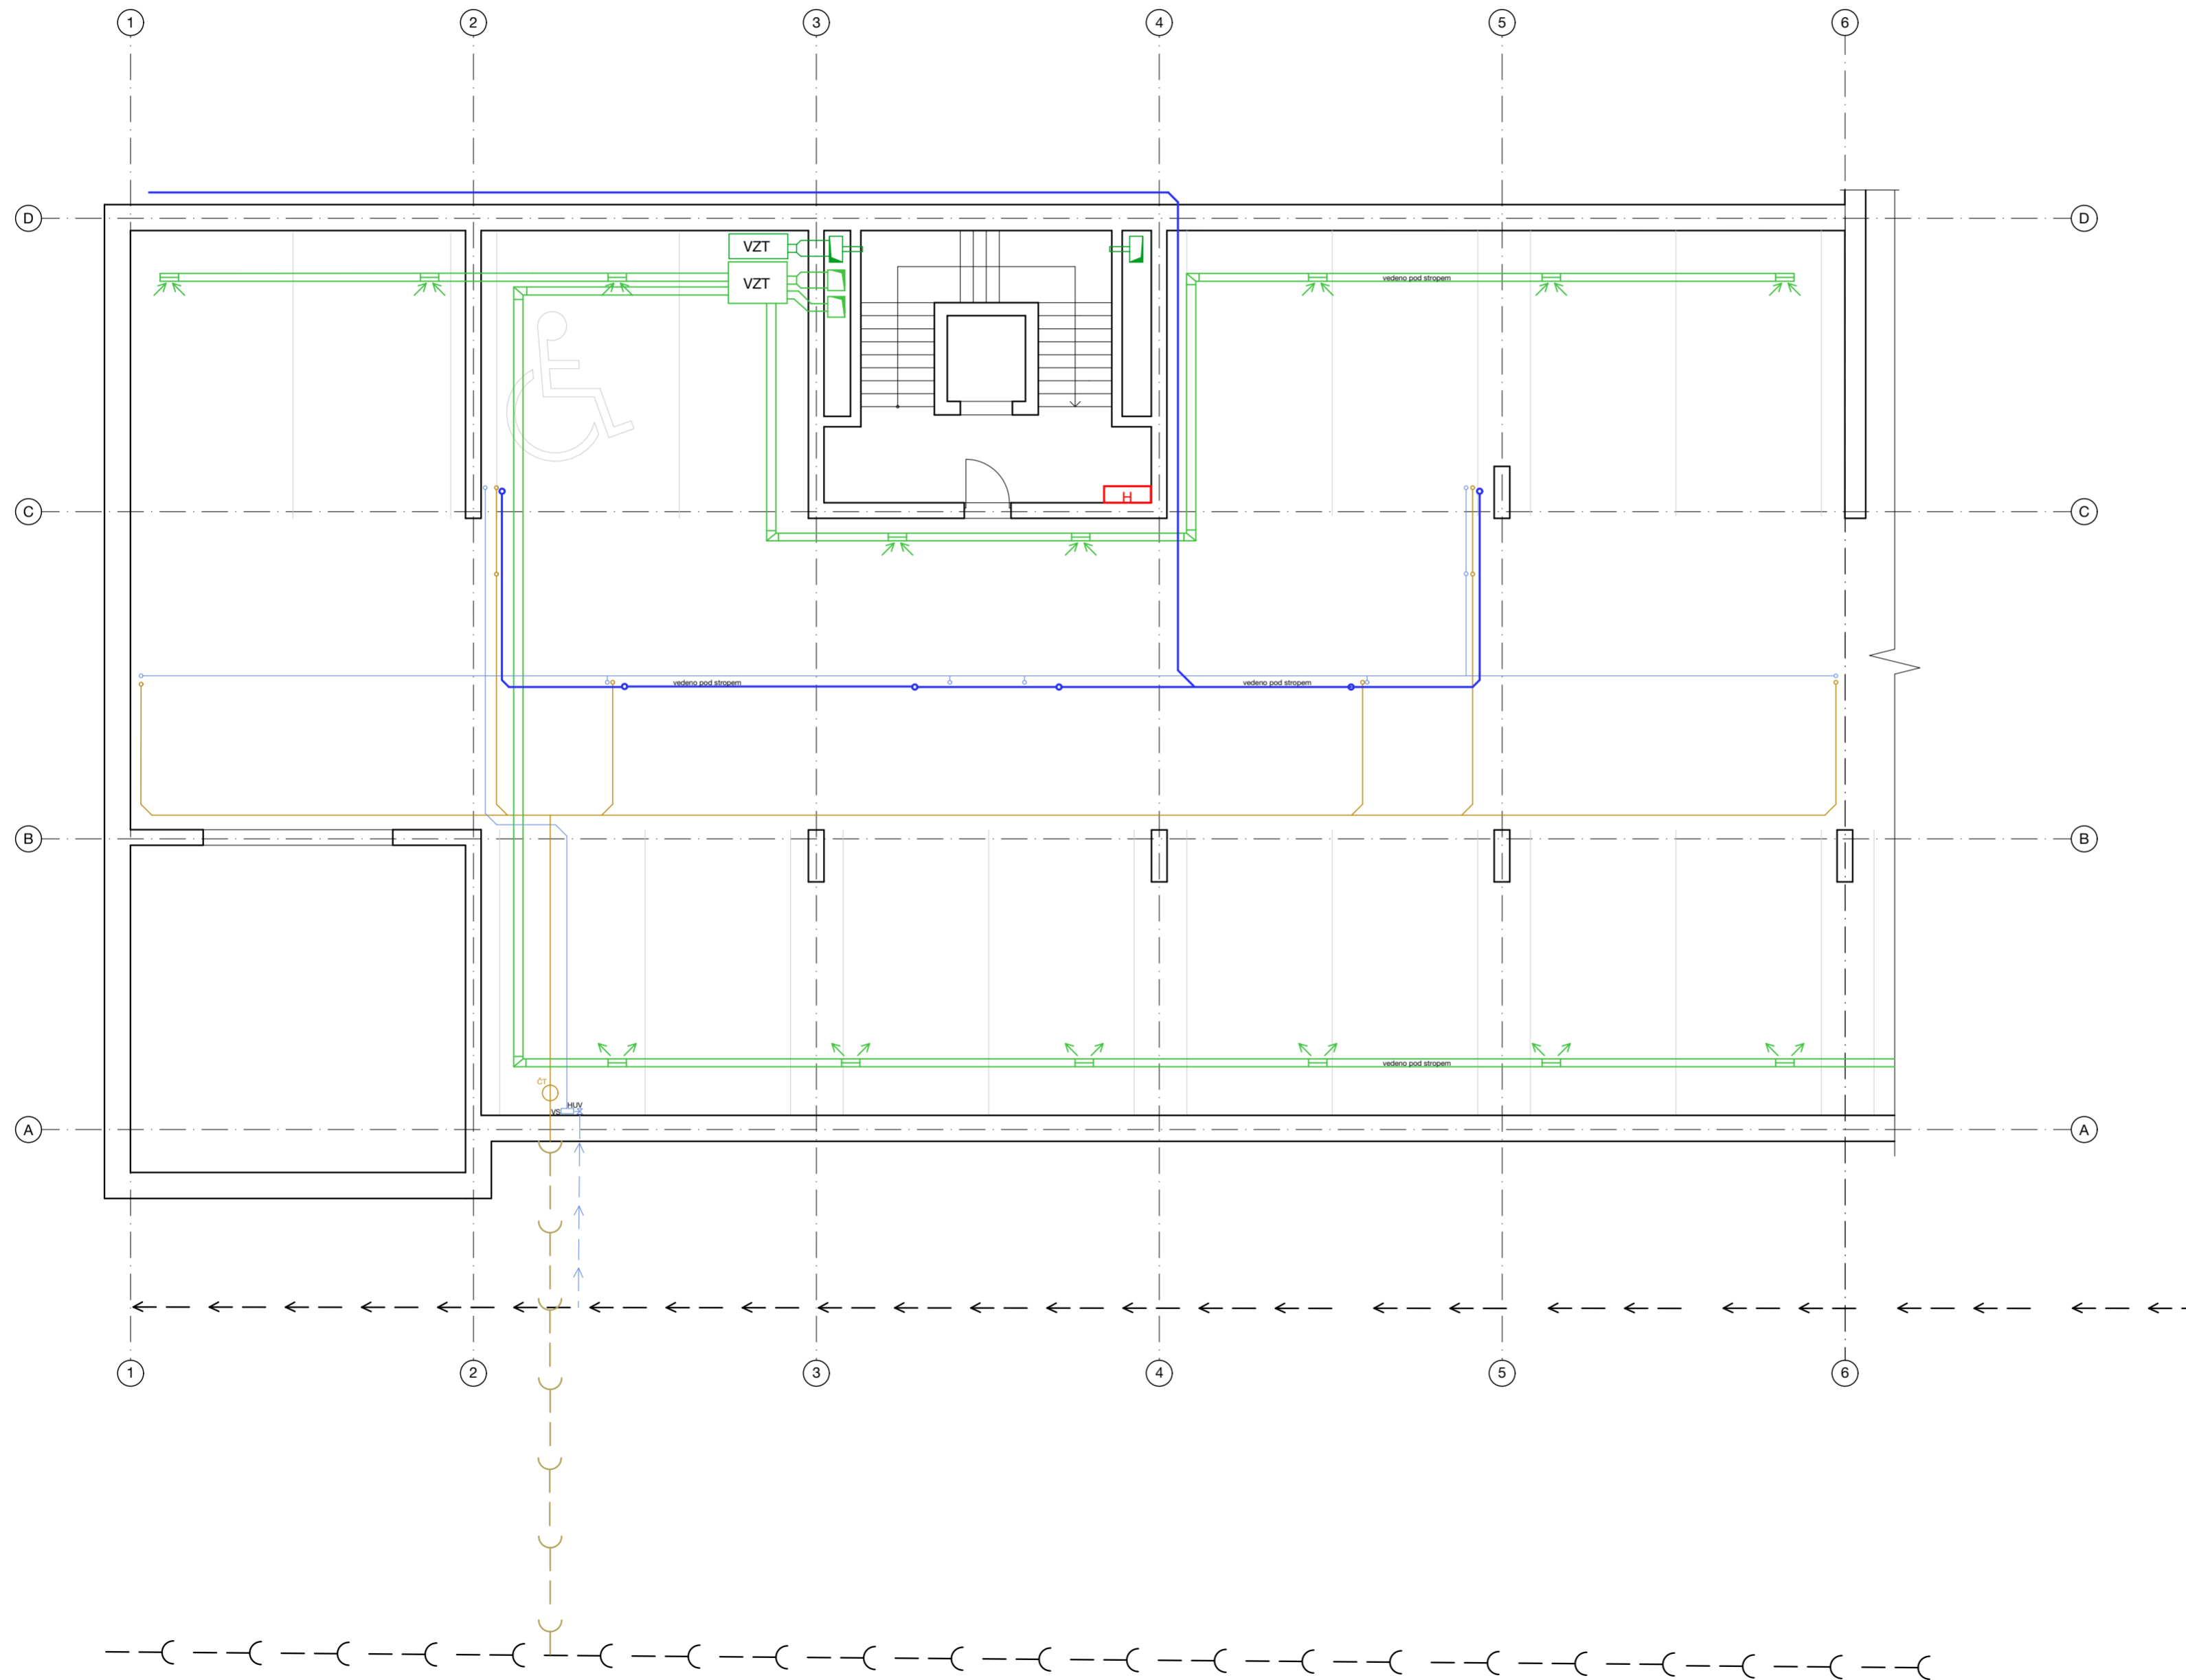 1 2 3 4 5 6
D D
VZT
VZT
vedeno pod stropem
H
C C
vedeno pod stropem vedeno pod stropem
B B
vedeno pod stropem
ČT
HUV
VS
A A
1 2 3 4 5 6